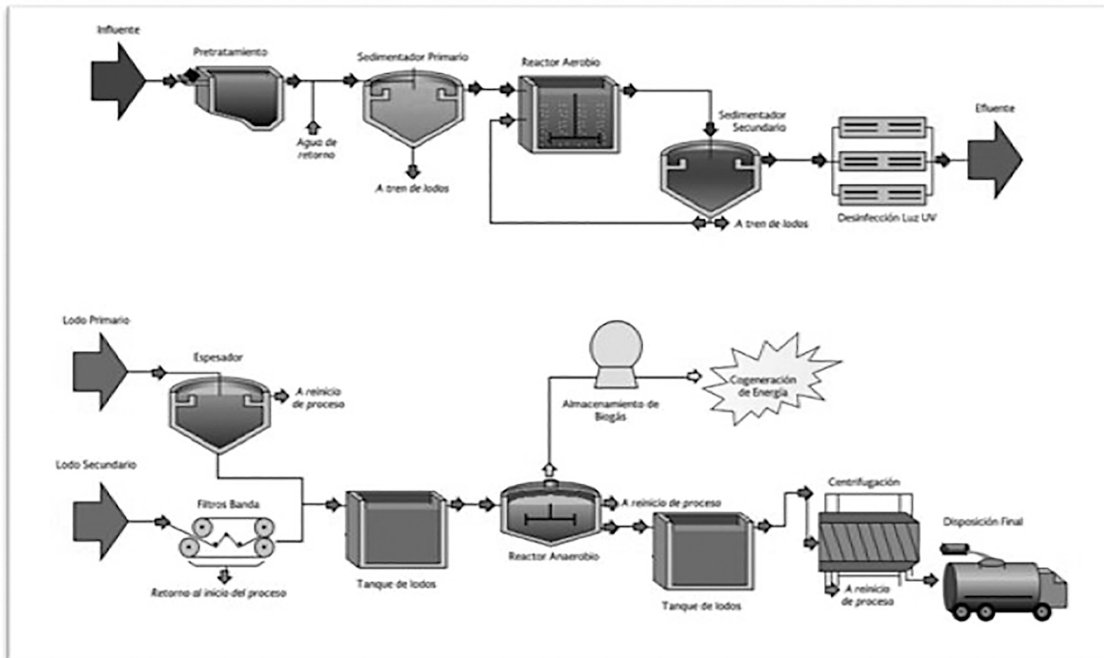 Influente
Pretratamiento
Sedimentador Primario
Reactor Aerobio
Sedimentador
Secundario
Efluente
Agua de
retorno
A tren de lodos
A tren de lodos
Desinfección Luz UV
Lodo Primario
Espesador
A reinicio
de proceso
Almacenamiento de
Biogás
Cogeneración
de Energía
Lodo Secundario
Filtros Banda
Retorno al inicio del proceso
Tanque de lodos
A reinicio de proceso
Reactor Anaerobio
Tanque de lodos
Centrifugación
A reinicio
de proceso
Disposición Final